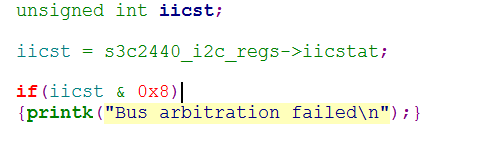 unsigned int iicst;
iicst = s3c2440_i2c_regs->iicstat;
if(iicst & 0x8)
{printk("Bus arbitration failed\n");}